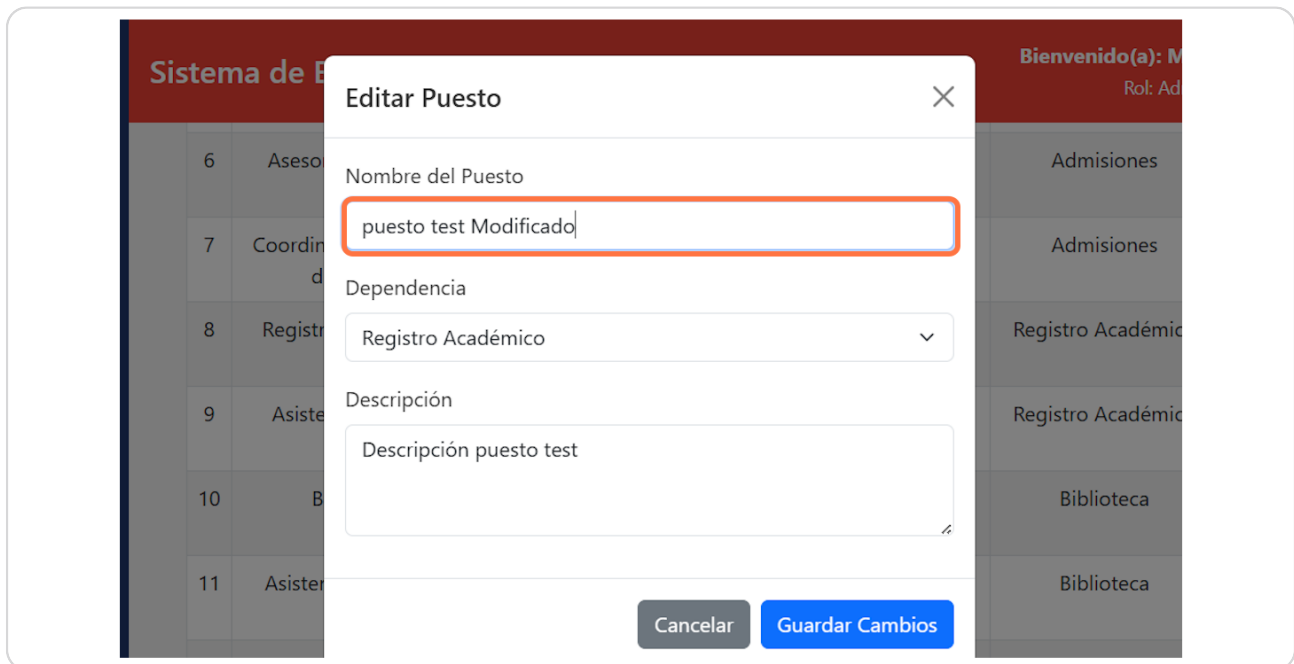 Sistema de E
Bienvenido(a): M
Rol: Ad
Editar Puesto
Nombre del Puesto
puesto test Modificado
Dependencia
Registro Académico
Descripción
Descripción puesto test
Cancelar
Guardar Cambios
6 Aseso Admisiones
7 Coordin Admisiones
d
8 Registr Registro Académic
9 Asiste Registro Académic
10 B Biblioteca
11 Asister Biblioteca